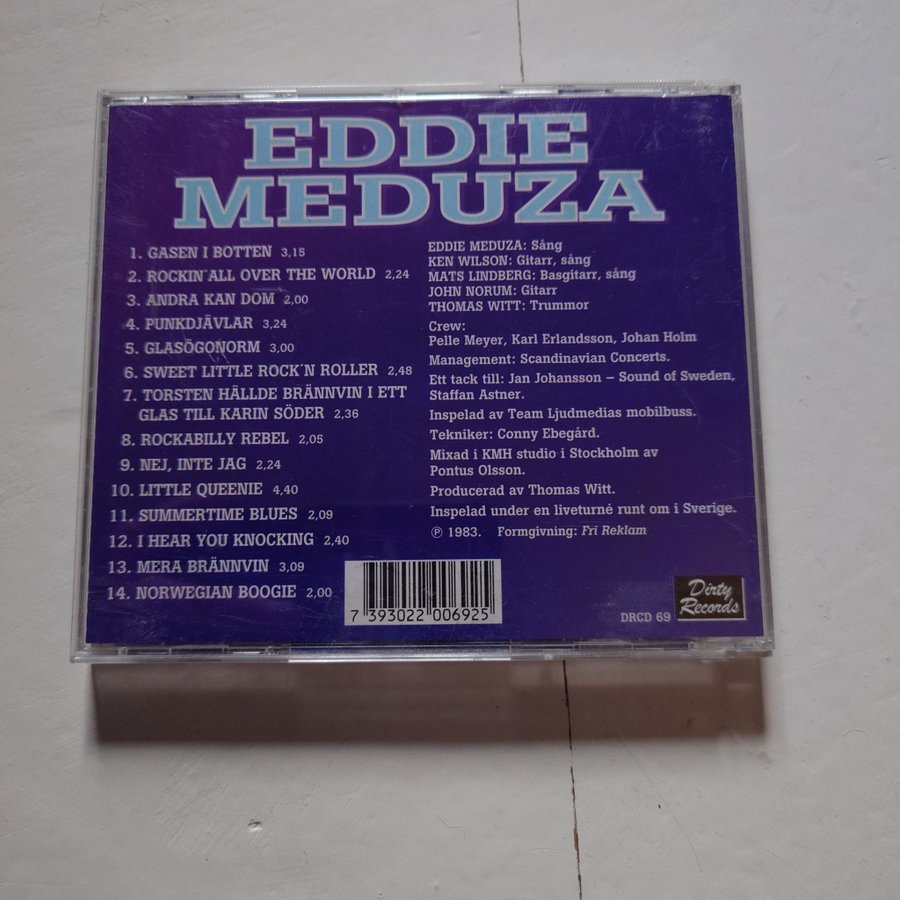 EDDIE
MEDUZA
1. GASEN I BOTTEN 3,15
2. ROCKIN´ALL OVER THE WORLD 2,24
3. ANDRA KAN DOM 2,00
4. PUNKDJÄVLAR 3,24
5. GLASÖGONORM 3,00
6. SWEET LITTLE ROCK´N ROLLER 2,48
7. TORSTEN HÄLLDE BRÄNNVIN I ETT
GLAS TILL KARIN SÖDER 2,36
8. ROCKABILLY REBEL 2,05
9. NEJ, INTE JAG 2,24
10. LITTLE QUEENIE 4,40
11. SUMMERTIME BLUES 2,09
12. I HEAR YOU KNOCKING 2,40
13. MERA BRÄNNVIN 3,09
14. NORWEGIAN BOOGIE 2,00
EDDIE MEDUZA: Sång
KEN WILSON: Gitarr, sång
MATS LINDBERG: Basgitarr, sång
JOHN NORUM: Gitarr
THOMAS WITT: Trummor
Crew:
Pelle Meyer, Karl Erlandsson, Johan Holm
Management: Scandinavian Concerts.
Ett tack till: Jan Johansson – Sound of Sweden,
Staffan Astner.
Inspelad av Team Ljudmedias mobilbuss.
Tekniker: Conny Ebegård.
Mixad i KMH studio i Stockholm av
Pontus Olsson.
Producerad av Thomas Witt.
Inspelad under en liveturné runt om i Sverige.
℗ 1983. Formgivning: Fri Reklam
7 393022 006925
DRCD 69
Dirty
Records